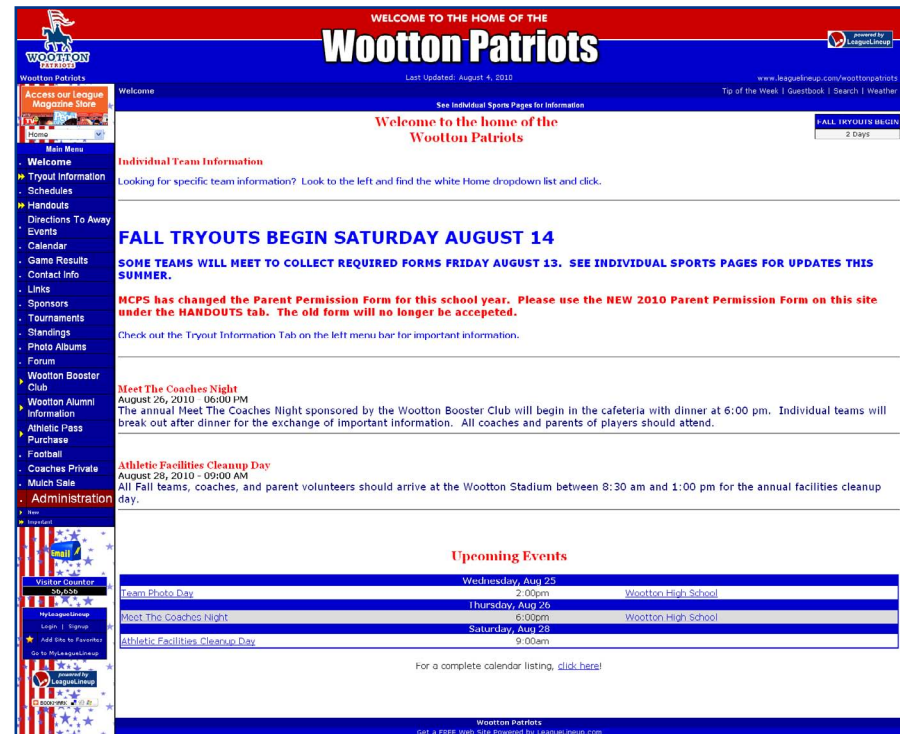 WELCOME TO THE HOME OF THE
Wootton Patriots
WOOTTON
PATRIOTS
powered by
LeagueLineup
Wootton Patriots
Last Updated: August 4, 2010
www.leaguelineup.com/woottonpatriots
Access our League
Magazine Store
Welcome
Tip of the Week | Guestbook | Search | Weather
See Individual Sports Pages for Information
TV
Home
Main Menu
Welcome
Tryout Information
Schedules
Handouts
Directions To Away
Events
Calendar
Game Results
Contact Info
Links
Sponsors
Tournaments
Standings
Photo Albums
Forum
Wootton Booster
Club
Wootton Alumni
Information
Athletic Pass
Purchase
Football
Coaches Private
Mulch Sale
Administration
New
Important
Email
Visitor Counter
56,656
MyLeagueLineup
Login | Signup
Add Site to Favorites
Go to MyLeagueLineup
powered by
LeagueLineup
BOOKMARK
Welcome to the home of the
Wootton Patriots
FALL TRYOUTS BEGIN
2 Days
Individual Team Information
Looking for specific team information? Look to the left and find the white Home dropdown list and click.
FALL TRYOUTS BEGIN SATURDAY AUGUST 14
SOME TEAMS WILL MEET TO COLLECT REQUIRED FORMS FRIDAY AUGUST 13. SEE INDIVIDUAL SPORTS PAGES FOR UPDATES THIS
SUMMER.
MCPS has changed the Parent Permission Form for this school year. Please use the NEW 2010 Parent Permission Form on this site
under the HANDOUTS tab. The old form will no longer be accepeted.
Check out the Tryout Information Tab on the left menu bar for important information.
Meet The Coaches Night
August 26, 2010 - 06:00 PM
The annual Meet The Coaches Night sponsored by the Wootton Booster Club will begin in the cafeteria with dinner at 6:00 pm. Individual teams will
break out after dinner for the exchange of important information. All coaches and parents of players should attend.
Athletic Facilities Cleanup Day
August 28, 2010 - 09:00 AM
All Fall teams, coaches, and parent volunteers should arrive at the Wootton Stadium between 8:30 am and 1:00 pm for the annual facilities cleanup
day.
Upcoming Events
Wednesday, Aug 25
Team Photo Day 2:00pm Wootton High School
Thursday, Aug 26
Meet The Coaches Night 6:00pm Wootton High School
Saturday, Aug 28
Athletic Facilities Cleanup Day 9:00am
For a complete calendar listing, click here!
Wootton Patriots
Get a FREE Web Site Powered by LeagueLineup.com